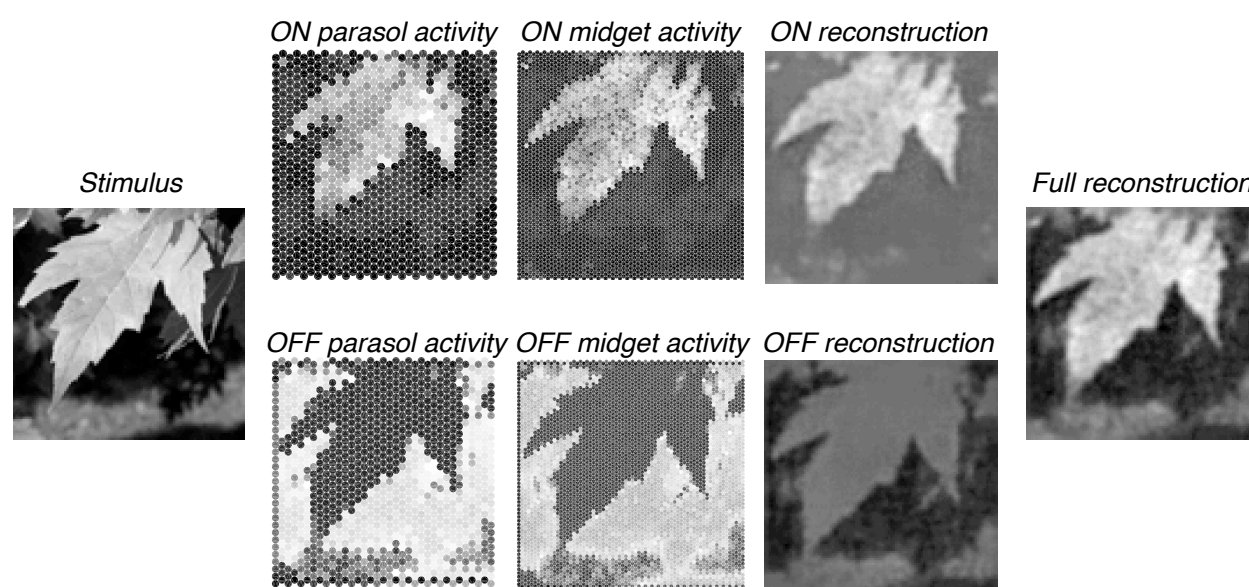 ON parasol activity
ON midget activity
ON reconstruction
Stimulus
Full reconstruction
OFF parasol activity
OFF midget activity
OFF reconstruction